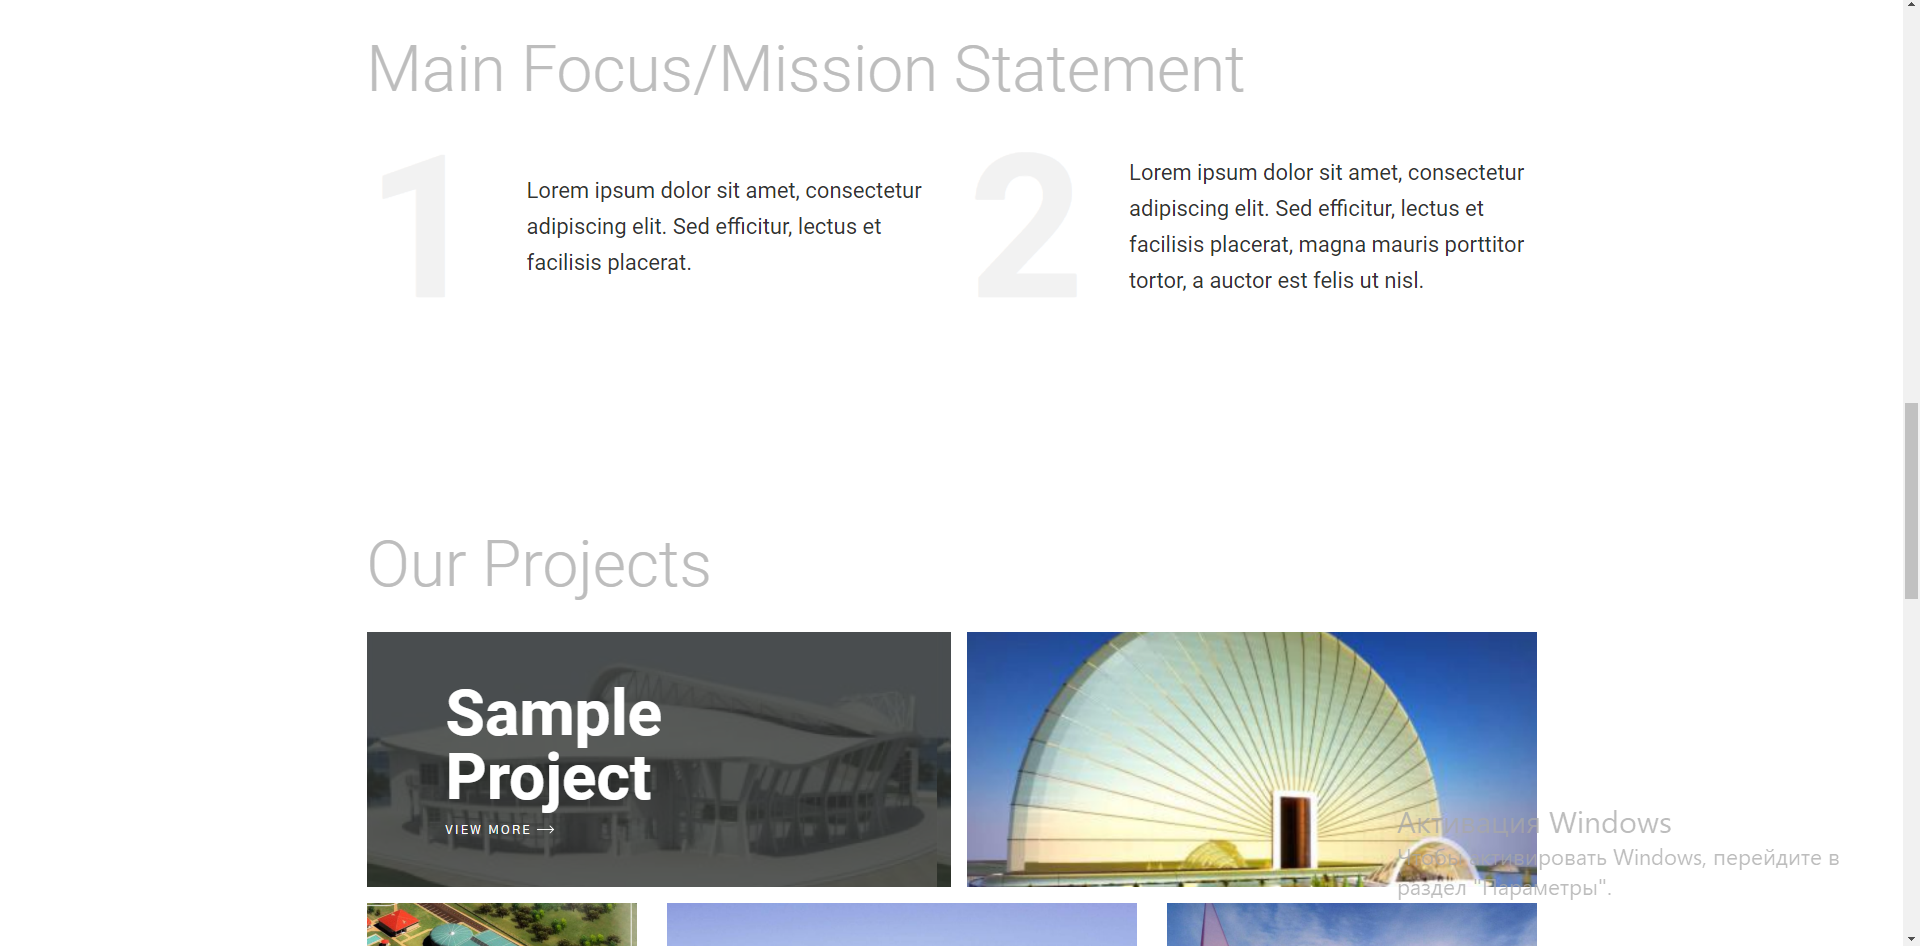 Main Focus/Mission Statement
1
Lorem ipsum dolor sit amet, consectetur
adipiscing elit. Sed efficitur, lectus et
facilisis placerat.
2
Lorem ipsum dolor sit amet, consectetur
adipiscing elit. Sed efficitur, lectus et
facilisis placerat, magna mauris porttitor
tortor, a auctor est felis ut nisl.
Our Projects
Sample
Project
VIEW MORE
Активация Windows
Чтобы активировать Windows, перейдите в
раздел "Параметры".